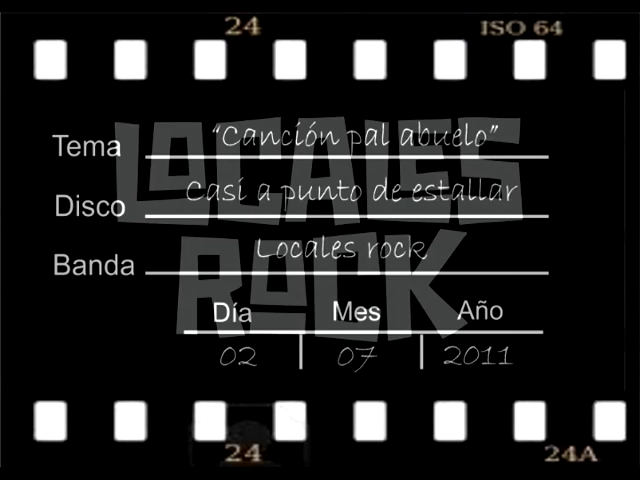 24 ISO 64
LOCALES
ROCK
Tema "Canción pal abuelo"
Disco Casi a punto de estallar
Banda Locales rock
Día Mes Año
02 07 2011
24 24A